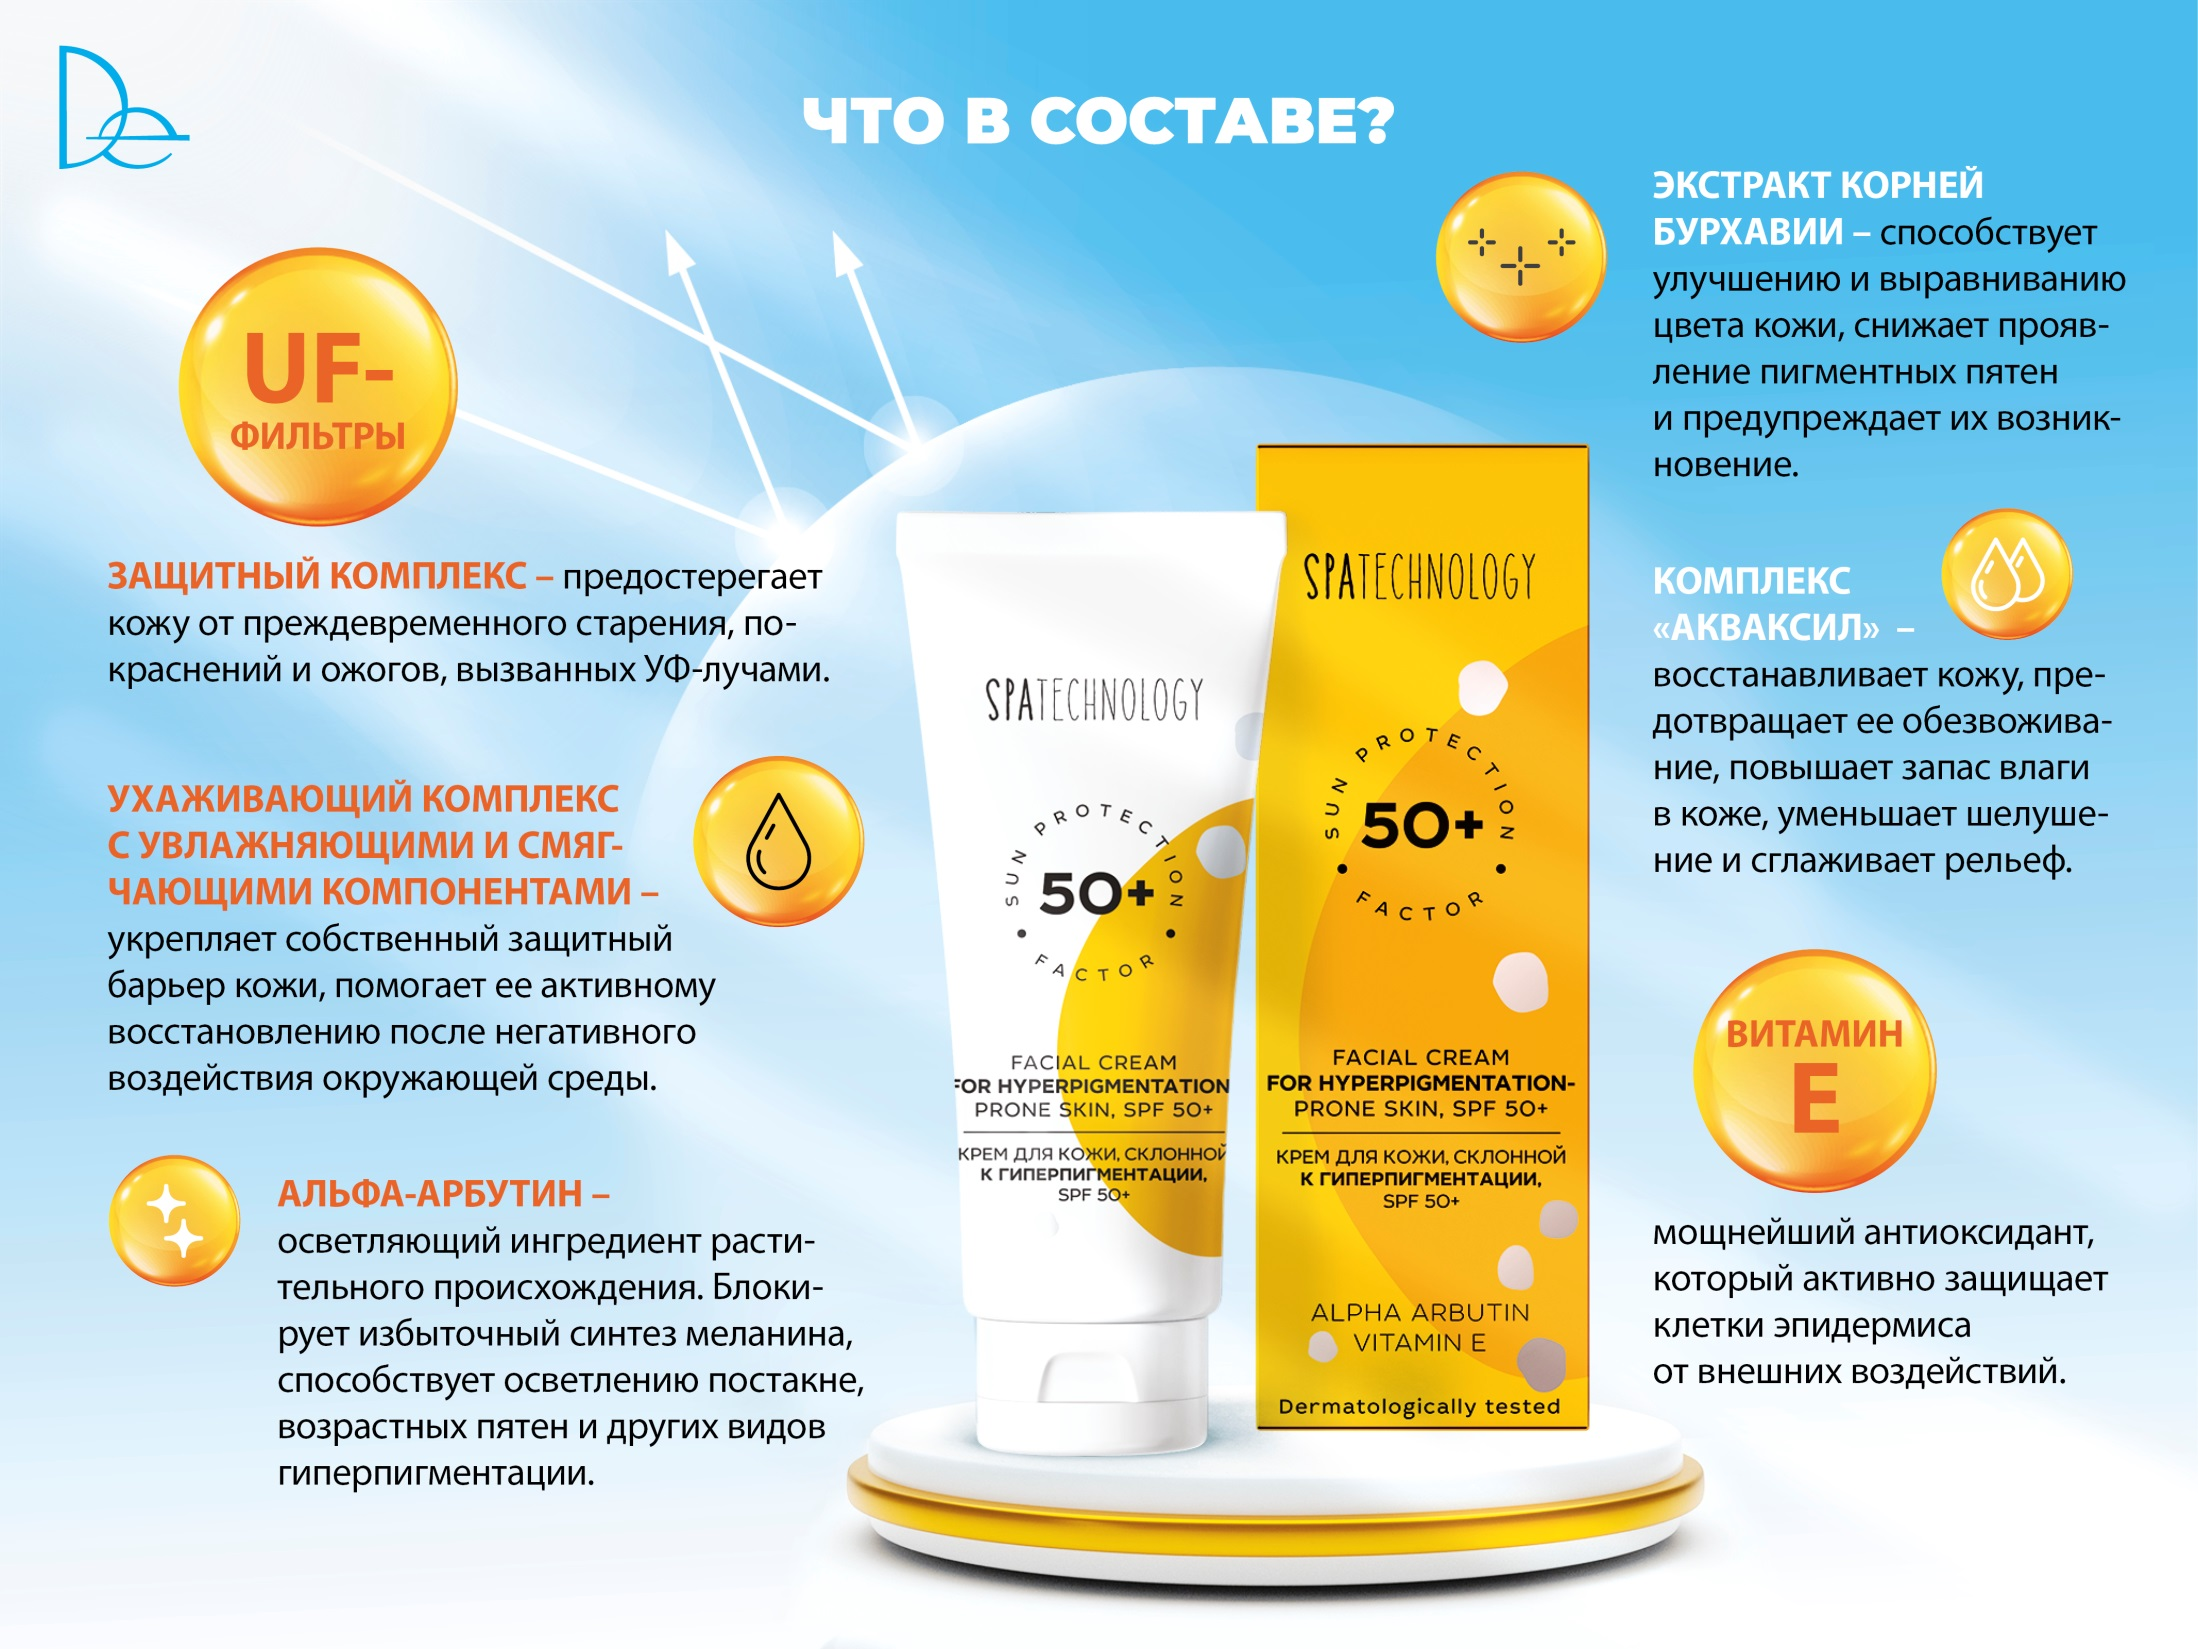 ЧТО В СОСТАВЕ?
UF-
ФИЛЬТРЫ
ЗАЩИТНЫЙ КОМПЛЕКС – предостерегает
кожу от преждевременного старения, по-
краснений и ожогов, вызванных УФ-лучами.
УХАЖИВАЮЩИЙ КОМПЛЕКС
С УВЛАЖНЯЮЩИМИ И СМЯГ-
ЧАЮЩИМИ КОМПОНЕНТАМИ –
укрепляет собственный защитный
барьер кожи, помогает ее активному
восстановлению после негативного
воздействия окружающей среды.
АЛЬФА-АРБУТИН –
осветляющий ингредиент расти-
тельного происхождения. Блоки-
рует избыточный синтез меланина,
способствует осветлению постакне,
возрастных пятен и других видов
гиперпигментации.
SPATECHNOLOGY
SUN PROTECTION
50+
FACTOR
FACIAL CREAM
FOR HYPERPIGMENTATION
PRONE SKIN, SPF 50+
КРЕМ ДЛЯ КОЖИ, СКЛОННОЙ
К ГИПЕРПИГМЕНТАЦИИ,
SPF 50+
SPATECHNOLOGY
SUN PROTECTION
50+
FACTOR
FACIAL CREAM
FOR HYPERPIGMENTATION-
PRONE SKIN, SPF 50+
КРЕМ ДЛЯ КОЖИ, СКЛОННОЙ
К ГИПЕРПИГМЕНТАЦИИ,
SPF 50+
ALPHA ARBUTIN
VITAMIN E
Dermatologically tested
ЭКСТРАКТ КОРНЕЙ
БУРХАВИИ – способствует
улучшению и выравниванию
цвета кожи, снижает прояв-
ление пигментных пятен
и предупреждает их возник-
новение.
КОМПЛЕКС
«АКВАКСИЛ» –
восстанавливает кожу, пре-
дотвращает ее обезвожива-
ние, повышает запас влаги
в коже, уменьшает шелуше-
ние и сглаживает рельеф.
ВИТАМИН
E
мощнейший антиоксидант,
который активно защищает
клетки эпидермиса
от внешних воздействий.